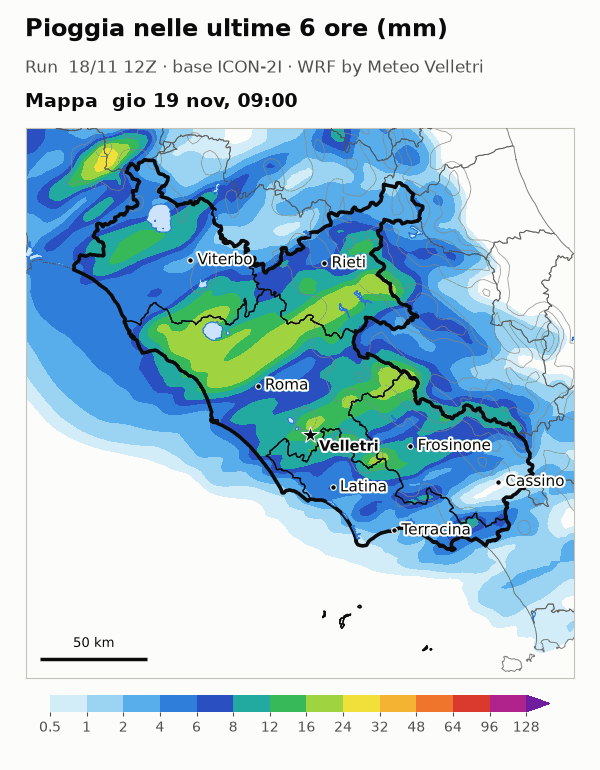 Pioggia nelle ultime 6 ore (mm)
Run  18/11 12Z · base ICON-2I · WRF by Meteo Velletri
Mappa  gio 19 nov, 09:00
Viterbo
Rieti
Roma
Velletri
Frosinone
Latina
Cassino
Terracina
50 km
0.5 1 2 4 6 8 12 16 24 32 48 64 96 128